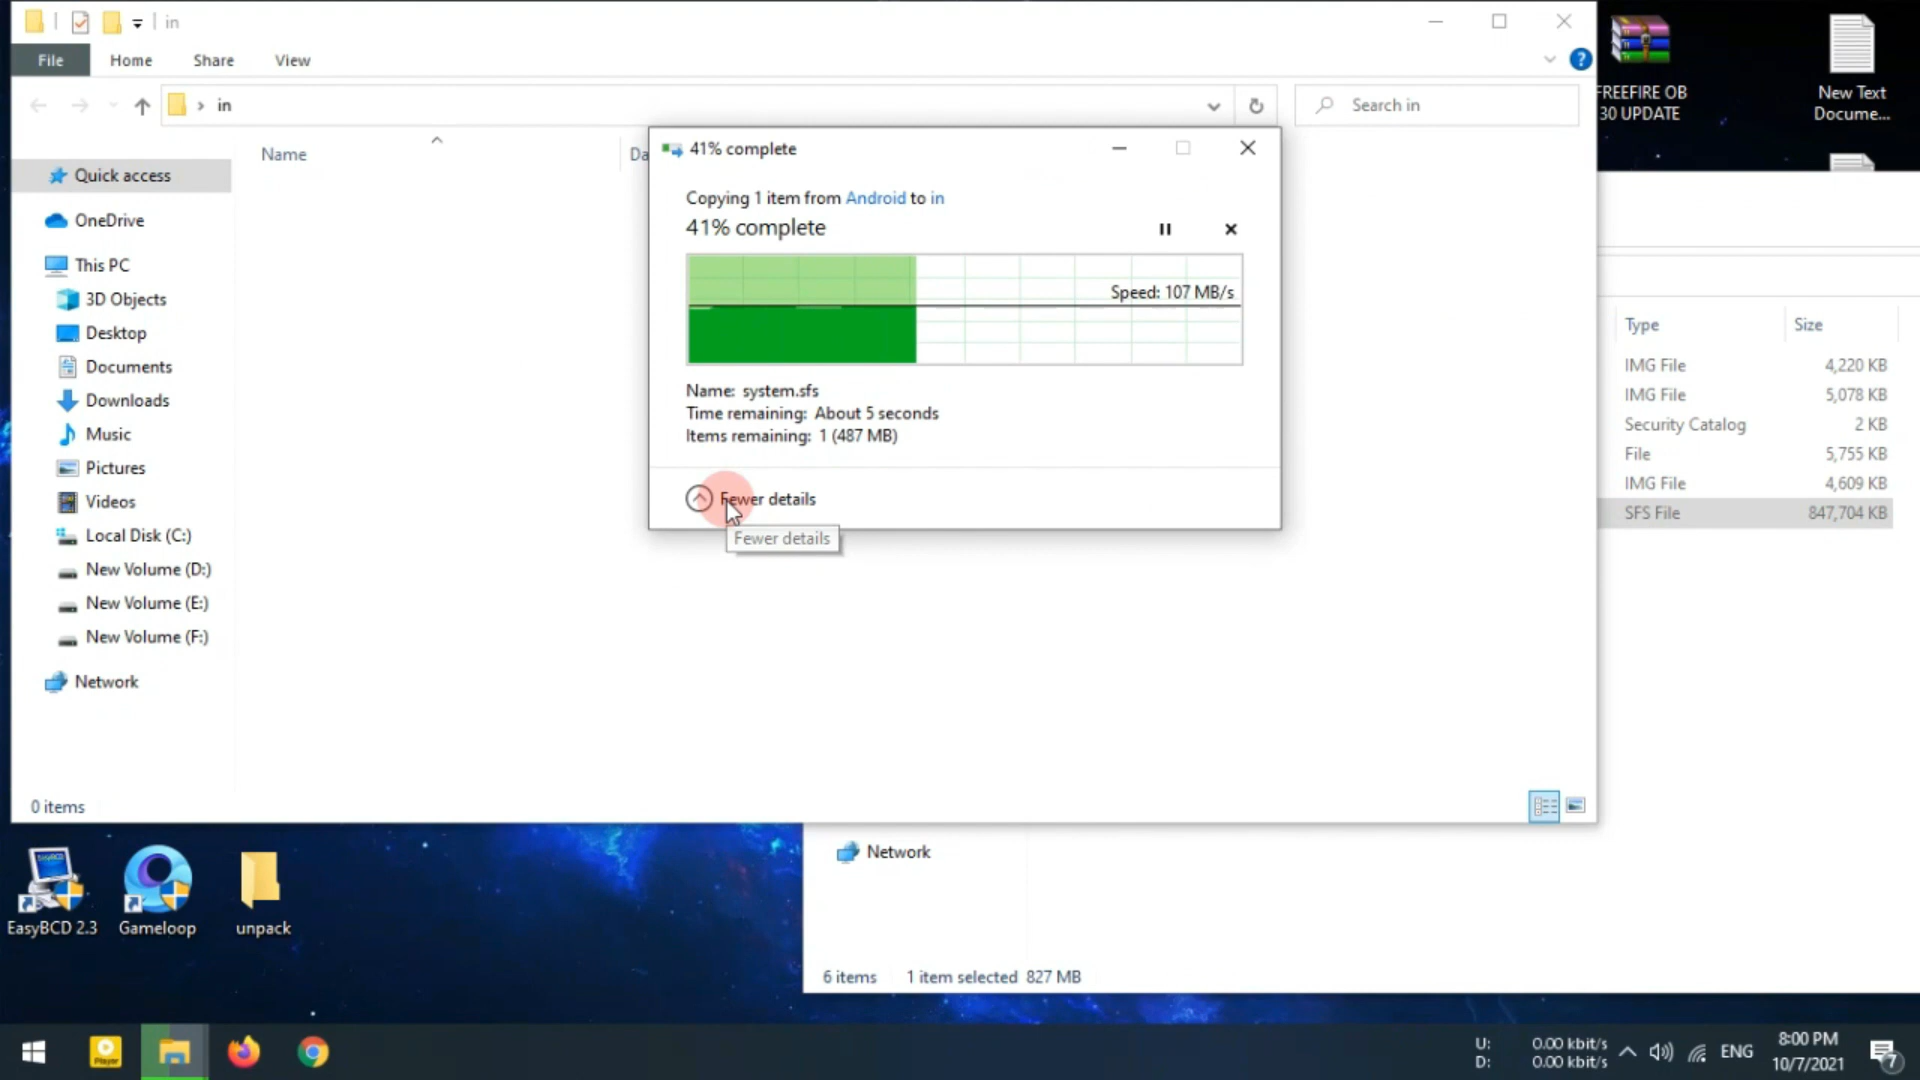 in
File Home Share View
in
Search in
FREEFIRE OB
30 UPDATE
New Text
Docume...
Name
Da
Quick access
OneDrive
This PC
3D Objects
Desktop
Documents
Downloads
Music
Pictures
Videos
Local Disk (C:)
New Volume (D:)
New Volume (E:)
New Volume (F:)
Network
0 items
41% complete
Copying 1 item from Android to in
41% complete
Speed: 107 MB/s
Name: system.sfs
Time remaining: About 5 seconds
Items remaining: 1 (487 MB)
Fewer details
Fewer details
Type Size
IMG File 4,220 KB
IMG File 5,078 KB
Security Catalog 2 KB
File 5,755 KB
IMG File 4,609 KB
SFS File 847,704 KB
Network
6 items 1 item selected 827 MB
EasyBCD 2.3
Gameloop
unpack
Player
U: 0.00 kbit/s
D: 0.00 kbit/s
ENG
8:00 PM
10/7/2021
7